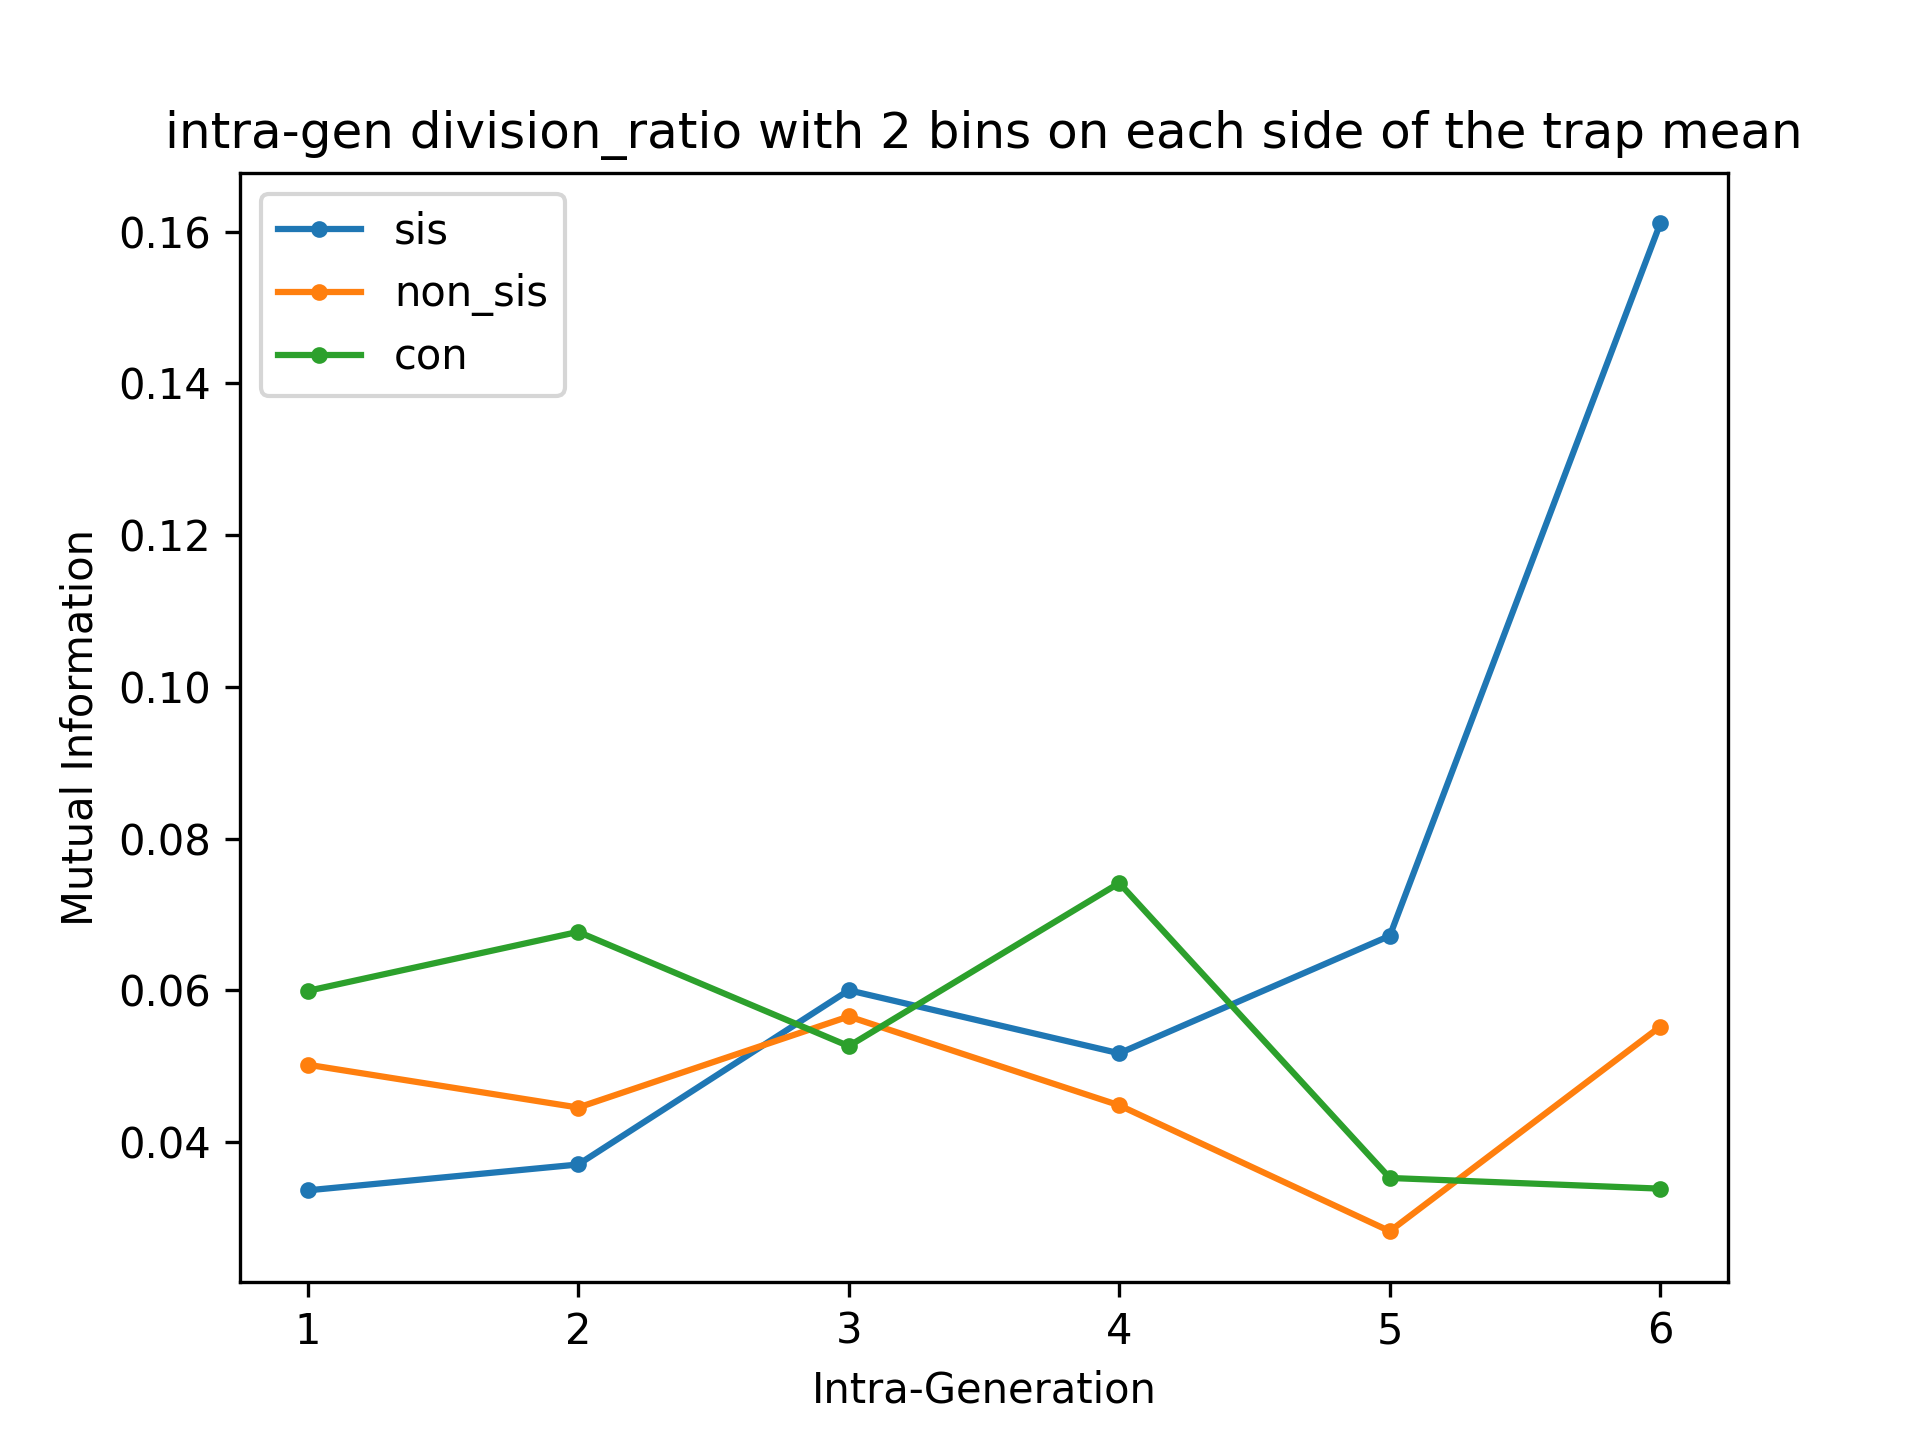 intra-gen division_ratio with 2 bins on each side of the trap mean
sis
non_sis
con
0.16
0.14
0.12
0.10
0.08
0.06
0.04
Mutual Information
1 2 3 4 5 6
Intra-Generation